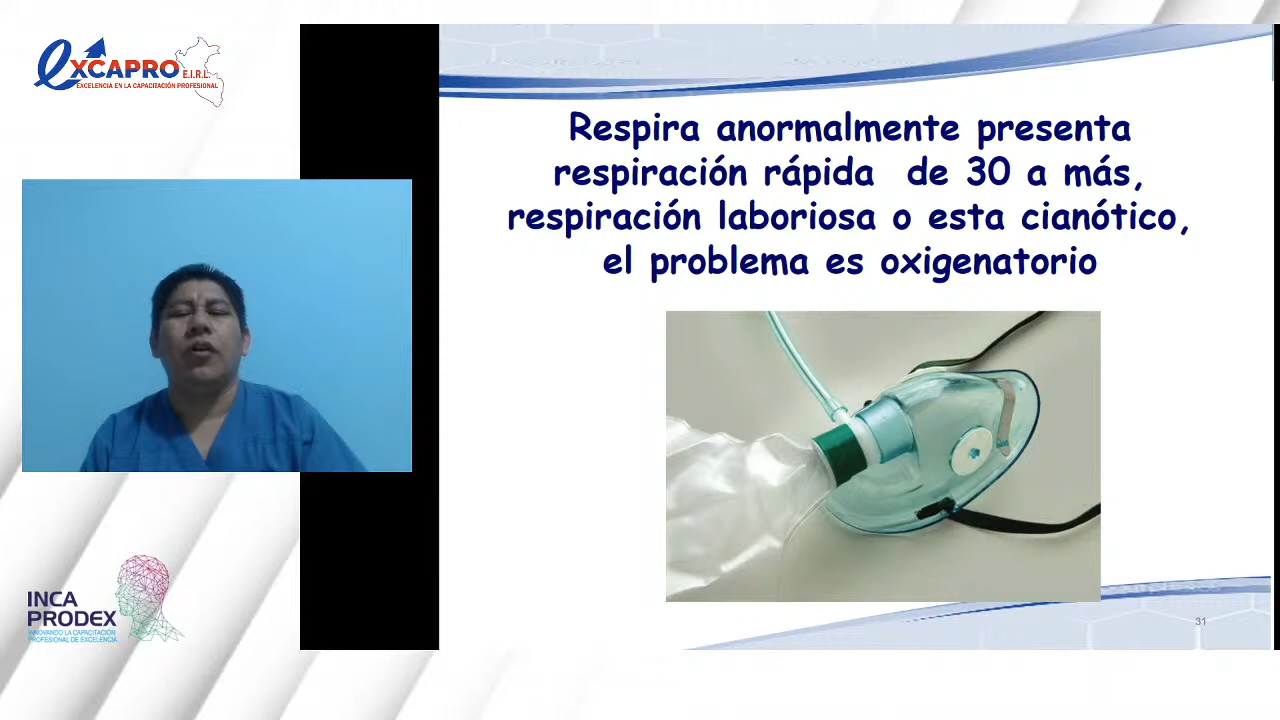 excapro E.I.R.L.
EXCELENCIA EN LA CAPACITACIÓN PROFESIONAL
Respira anormalmente presenta
respiración rápida de 30 a más,
respiración laboriosa o esta cianótico,
el problema es oxigenatorio
INCA
PRODEX
INNOVANDO LA CAPACITACIÓN
PROFESIONAL DE EXCELENCIA
31